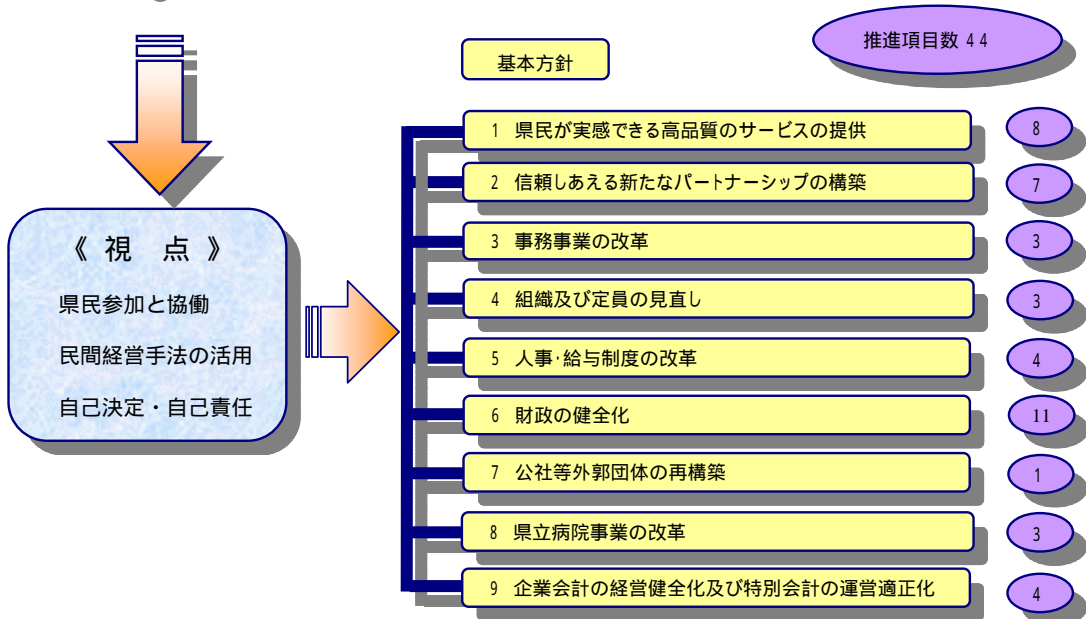 推進項目数 44
基本方針
1 県民が実感できる高品質のサービスの提供
8
2 信頼しあえる新たなパートナーシップの構築
7
《 視 点 》
県民参加と協働
民間経営手法の活用
自己決定・自己責任
3 事務事業の改革
3
4 組織及び定員の見直し
3
5 人事・給与制度の改革
4
6 財政の健全化
11
7 公社等外郭団体の再構築
1
8 県立病院事業の改革
3
9 企業会計の経営健全化及び特別会計の運営適正化
4